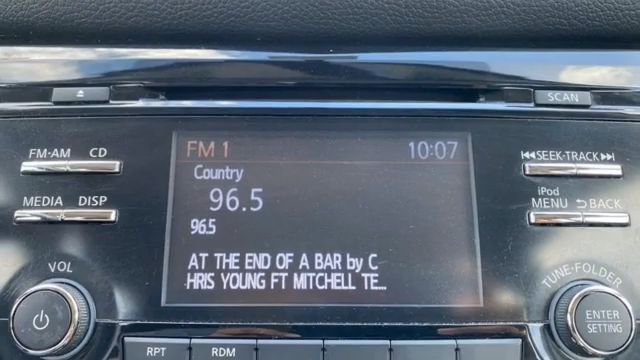 SCAN
FM·AM CD
MEDIA DISP
VOL
FM 1 10:07
Country
96.5
96.5
AT THE END OF A BAR by C
HRIS YOUNG FT MITCHELL TE...
SEEK·TRACK
iPod
MENU BACK
TUNE·FOLDER
ENTER
SETTING
RPT RDM